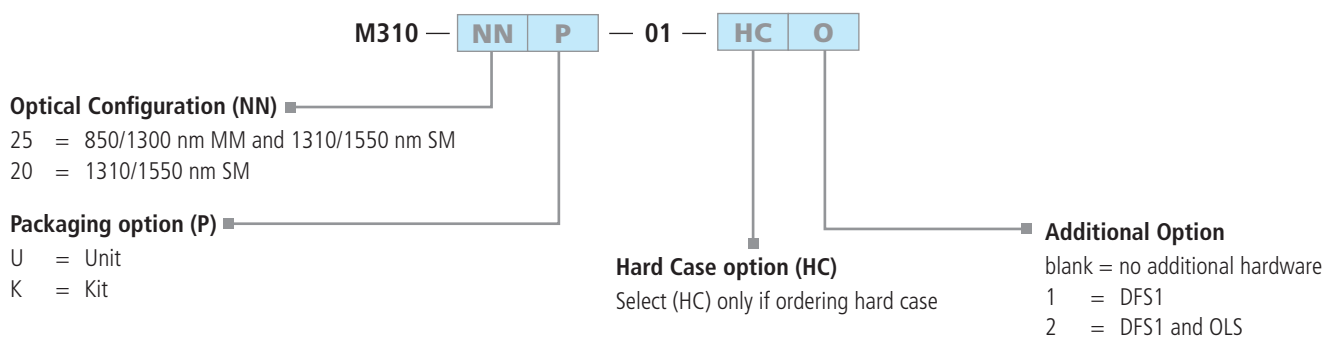 M310 — NN P — 01 — HC O
Optical Configuration (NN)
25 = 850/1300 nm MM and 1310/1550 nm SM
20 = 1310/1550 nm SM
Packaging option (P)
U = Unit
K = Kit
Hard Case option (HC)
Select (HC) only if ordering hard case
Additional Option
blank = no additional hardware
1 = DFS1
2 = DFS1 and OLS